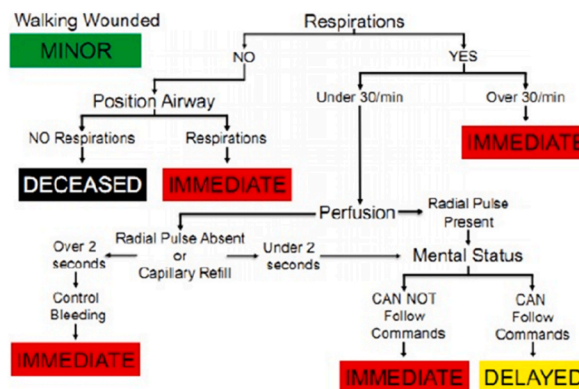 Walking Wounded
MINOR
Respirations
NO
YES
Position Airway
Under 30/min
Over 30/min
NO Respirations
Respirations
IMMEDIATE
DECEASED
IMMEDIATE
Perfusion
Radial Pulse
Present
Over 2
seconds
Radial Pulse Absent
or
Capillary Refill
Under 2
seconds
Mental Status
Control
Bleeding
CAN NOT
Follow
Commands
CAN
Follow
Commands
IMMEDIATE
IMMEDIATE
DELAYED